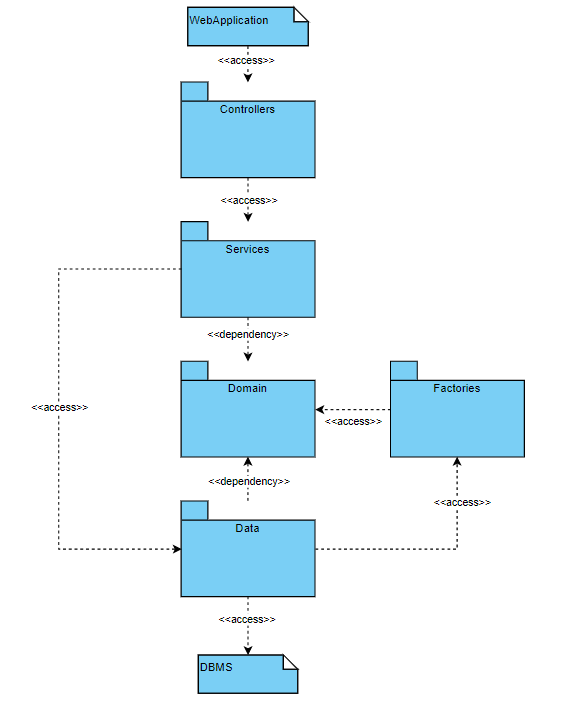 WebApplication
<<access>>
Controllers
<<access>>
Services
<<dependency>>
Domain
Factories
<<access>>
<<access>>
<<dependency>>
<<access>>
Data
<<access>>
DBMS